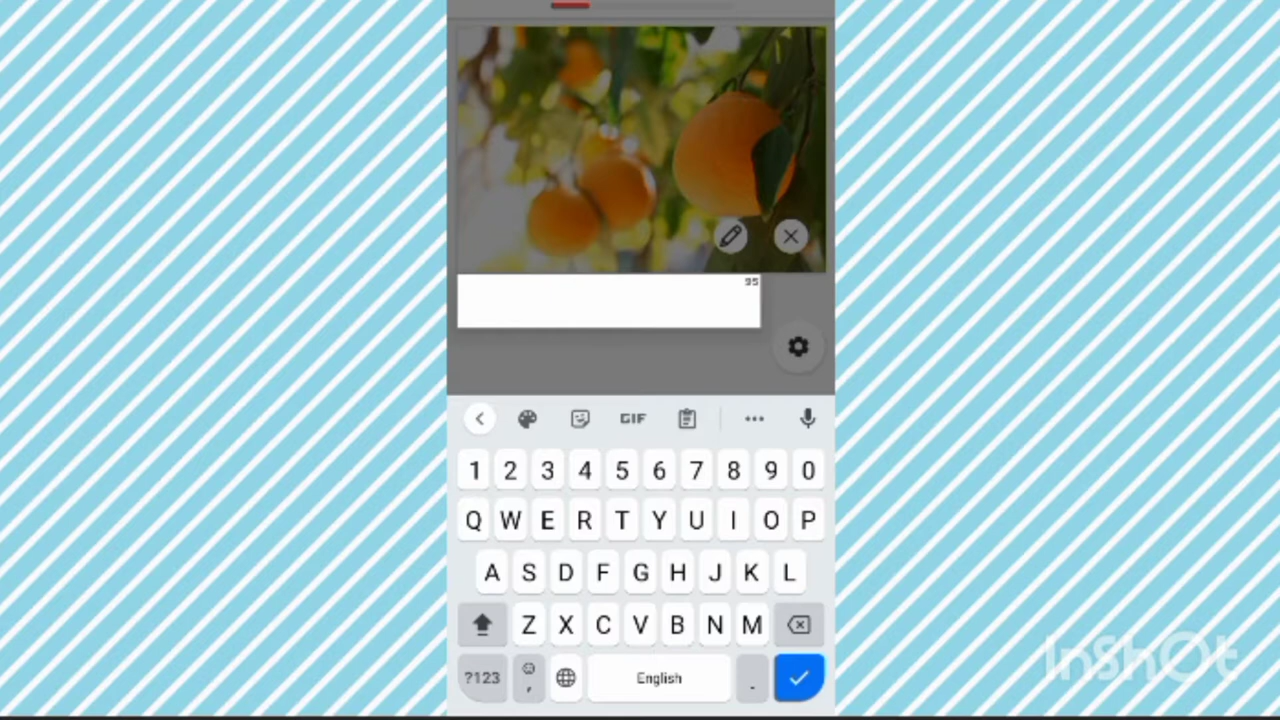 95
GIF
1 2 3 4 5 6 7 8 9 0
Q W E R T Y U I O P
A S D F G H J K L
Z X C V B N M
?123 , English .
InShOt